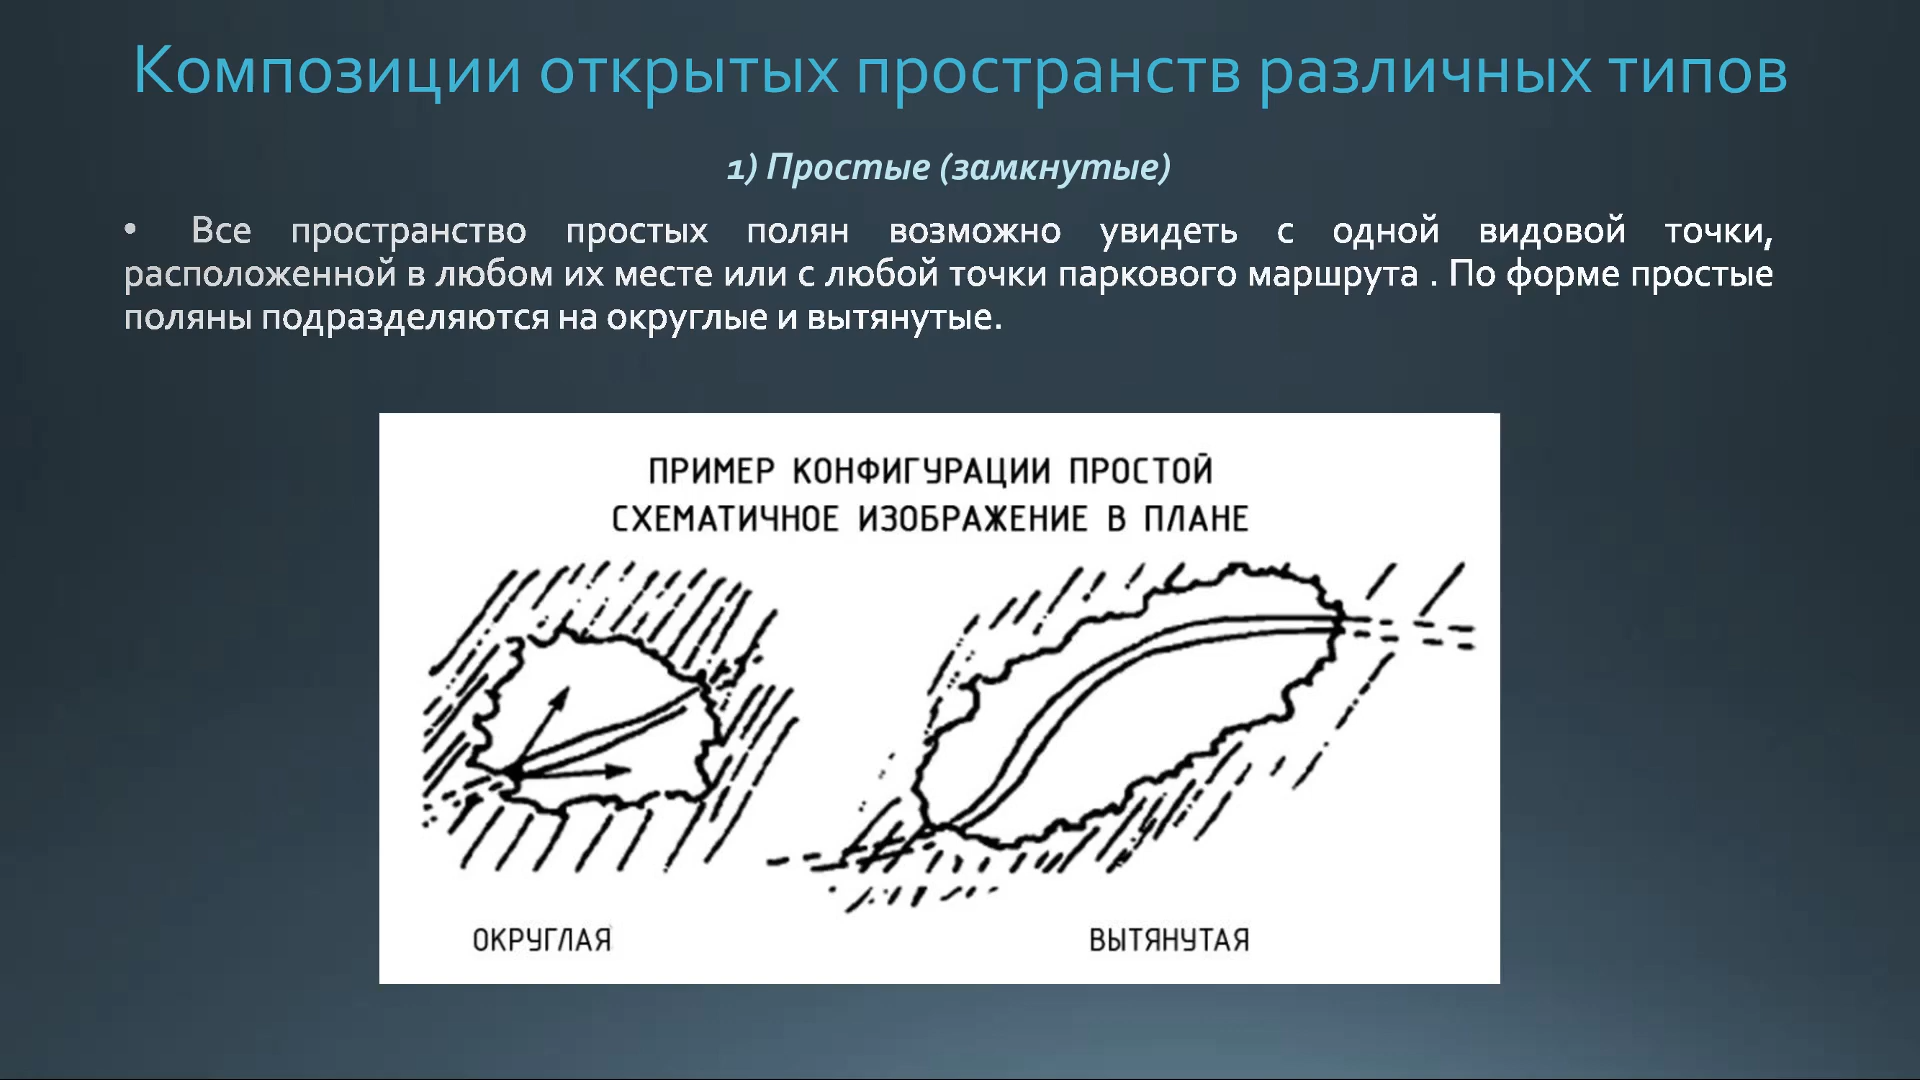 Композиции открытых пространств различных типов
1) Простые (замкнутые)
• Все пространство простых полян возможно увидеть с одной видовой точки,
расположенной в любом их месте или с любой точки паркового маршрута . По форме простые
поляны подразделяются на округлые и вытянутые.
ПРИМЕР КОНФИГУРАЦИИ ПРОСТОЙ
СХЕМАТИЧНОЕ ИЗОБРАЖЕНИЕ В ПЛАНЕ
ОКРУГЛАЯ
ВЫТЯНУТАЯ